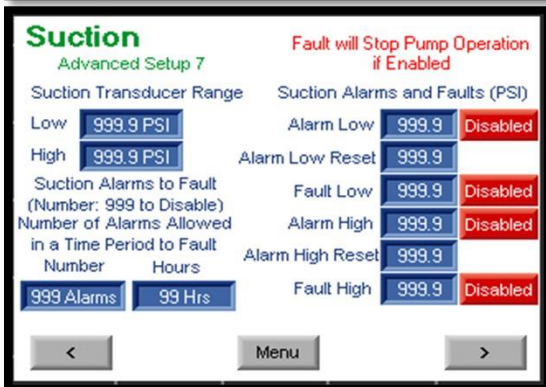 Suction
Advanced Setup 7
Fault will Stop Pump Operation
if Enabled
Suction Transducer Range
Low 999.9 PSI
High 999.9 PSI
Suction Alarms to Fault
(Number: 999 to Disable)
Number of Alarms Allowed
in a Time Period to Fault
Number Hours
999 Alarms 99 Hrs
Suction Alarms and Faults (PSI)
Alarm Low 999.9 Disabled
Alarm Low Reset 999.9
Fault Low 999.9 Disabled
Alarm High 999.9 Disabled
Alarm High Reset 999.9
Fault High 999.9 Disabled
< Menu >